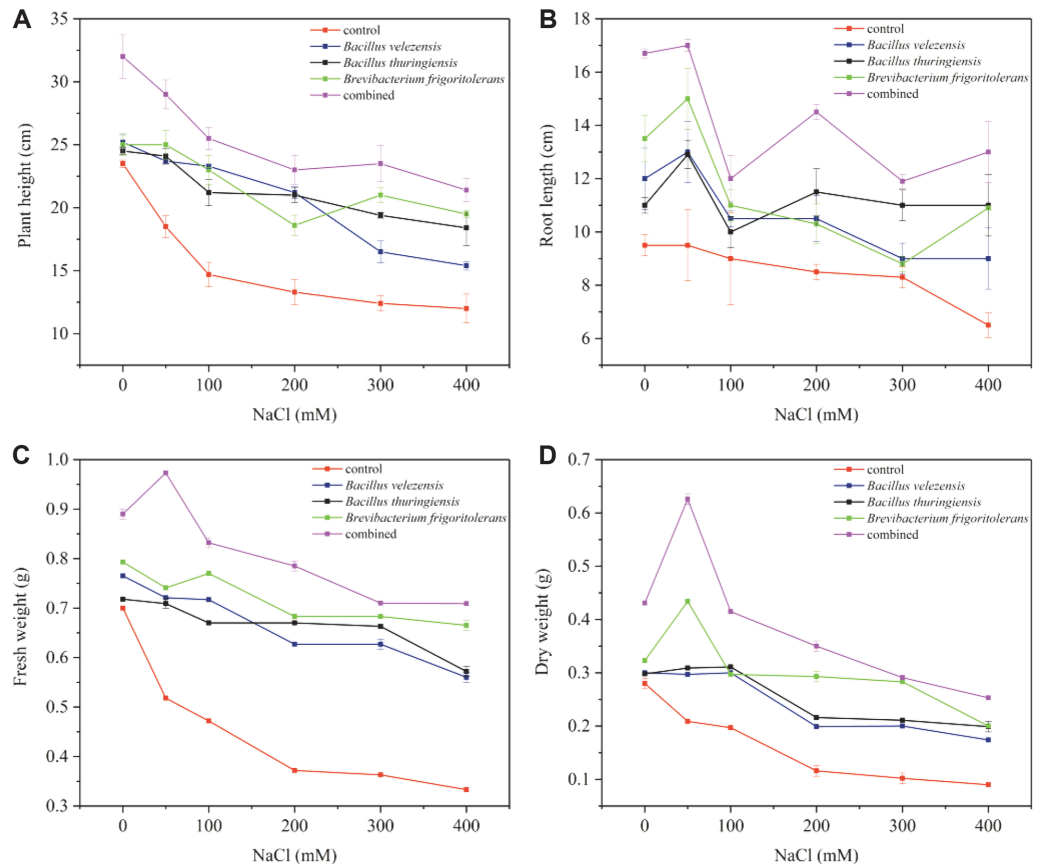 A
35
30
25
20
15
10
Plant height (cm)
control
Bacillus velezensis
Bacillus thuringiensis
Brevibacterium frigoritolerans
combined
0 100 200 300 400
NaCl (mM)
B
18
16
14
12
10
8
6
Root length (cm)
control
Bacillus velezensis
Bacillus thuringiensis
Brevibacterium frigoritolerans
combined
0 100 200 300 400
NaCl (mM)
C
1.0
0.9
0.8
0.7
0.6
0.5
0.4
0.3
Fresh weight (g)
control
Bacillus velezensis
Bacillus thuringiensis
Brevibacterium frigoritolerans
combined
0 100 200 300 400
NaCl (mM)
D
0.7
0.6
0.5
0.4
0.3
0.2
0.1
Dry weight (g)
control
Bacillus velezensis
Bacillus thuringiensis
Brevibacterium frigoritolerans
combined
0 100 200 300 400
NaCl (mM)